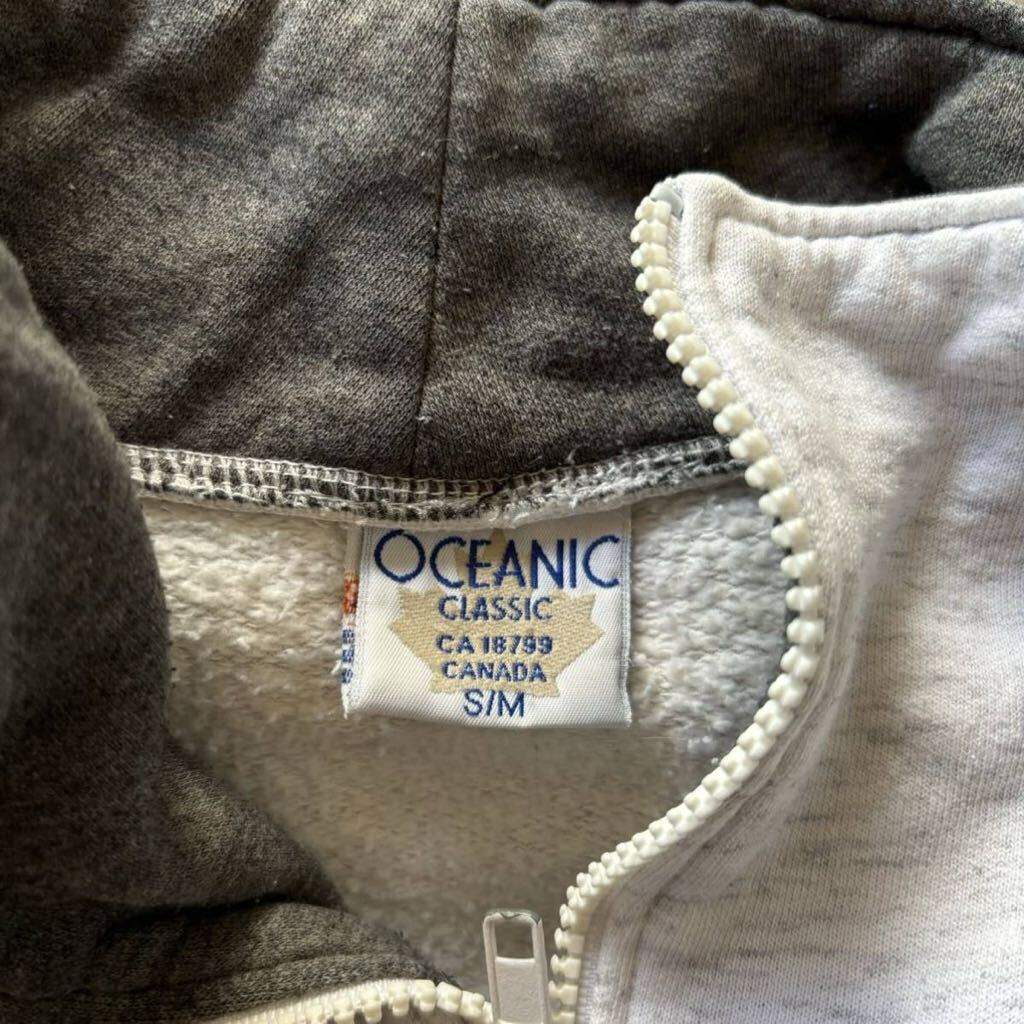 OCEANIC
CLASSIC
CA 18799
CANADA
S/M